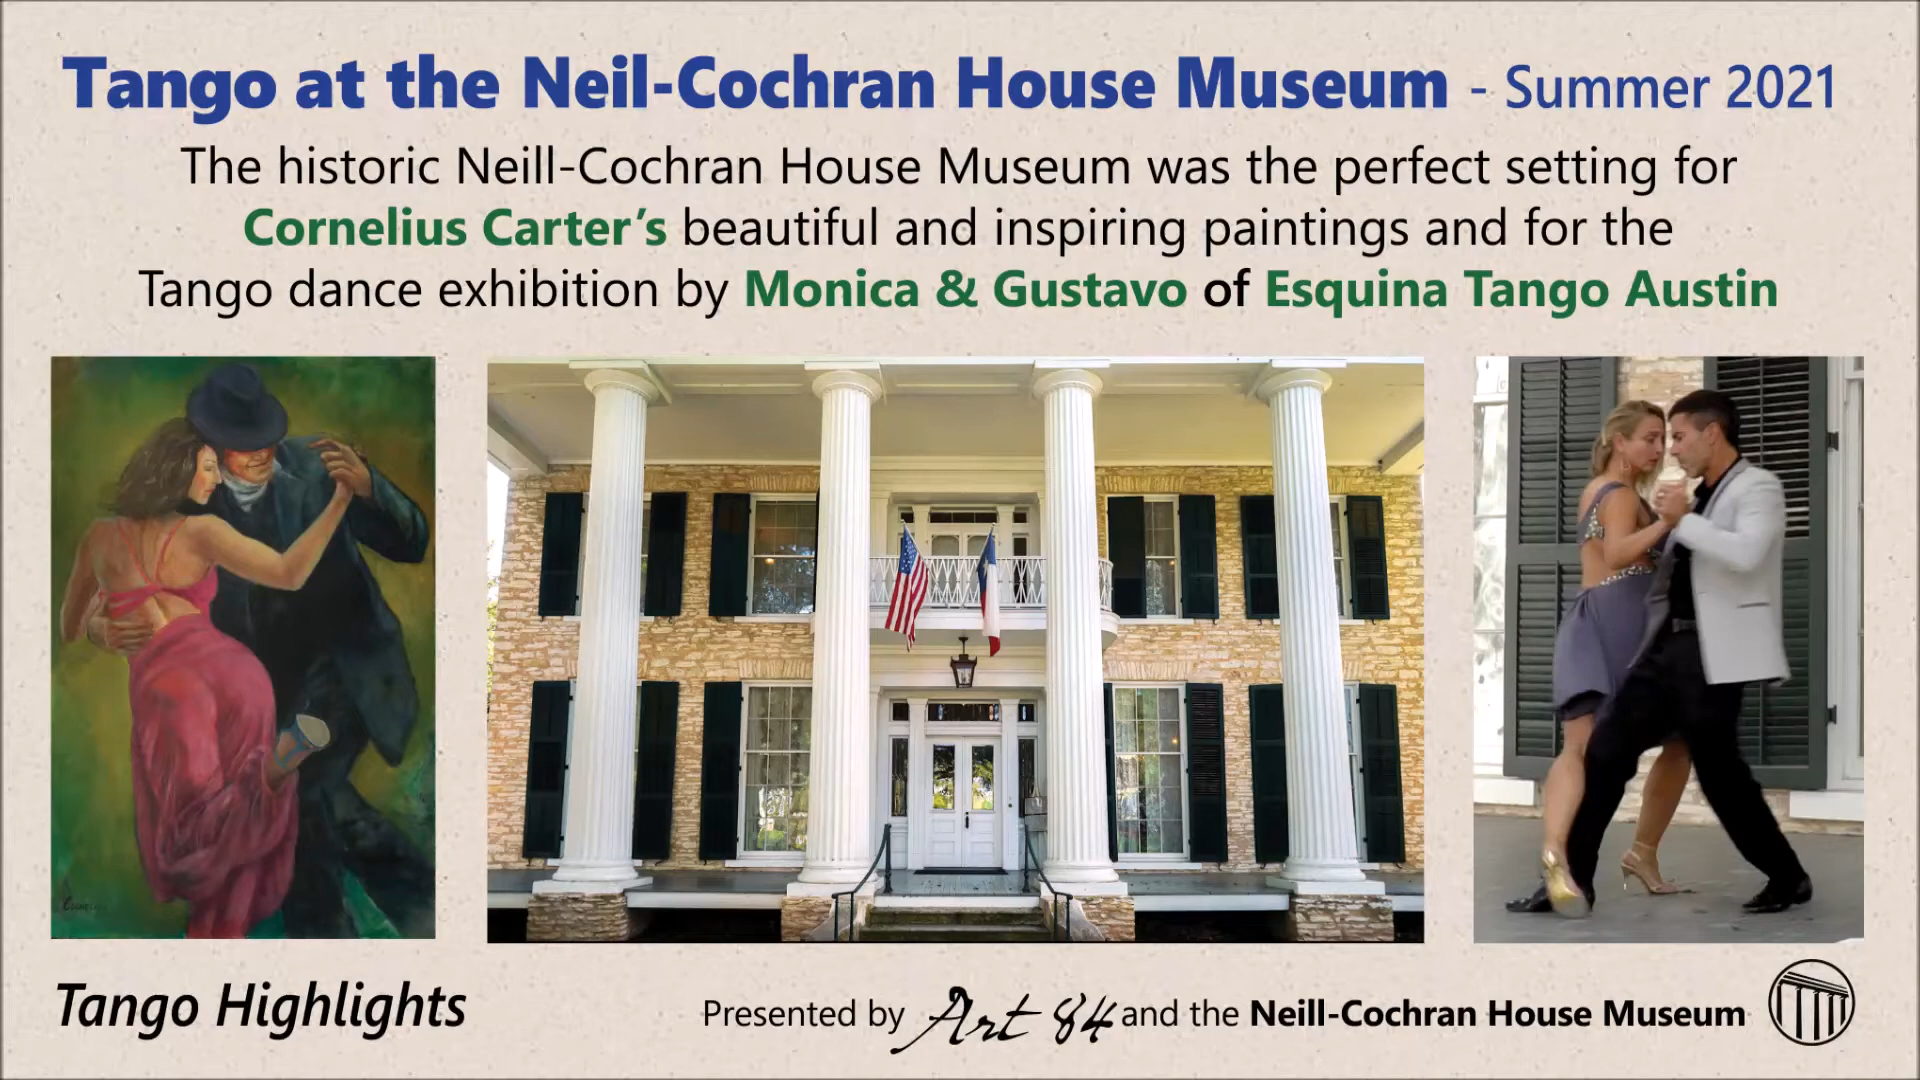 Tango at the Neil-Cochran House Museum - Summer 2021
The historic Neill-Cochran House Museum was the perfect setting for
Cornelius Carter’s beautiful and inspiring paintings and for the
Tango dance exhibition by Monica & Gustavo of Esquina Tango Austin
Tango Highlights
Presented by Art 84 and the Neill-Cochran House Museum